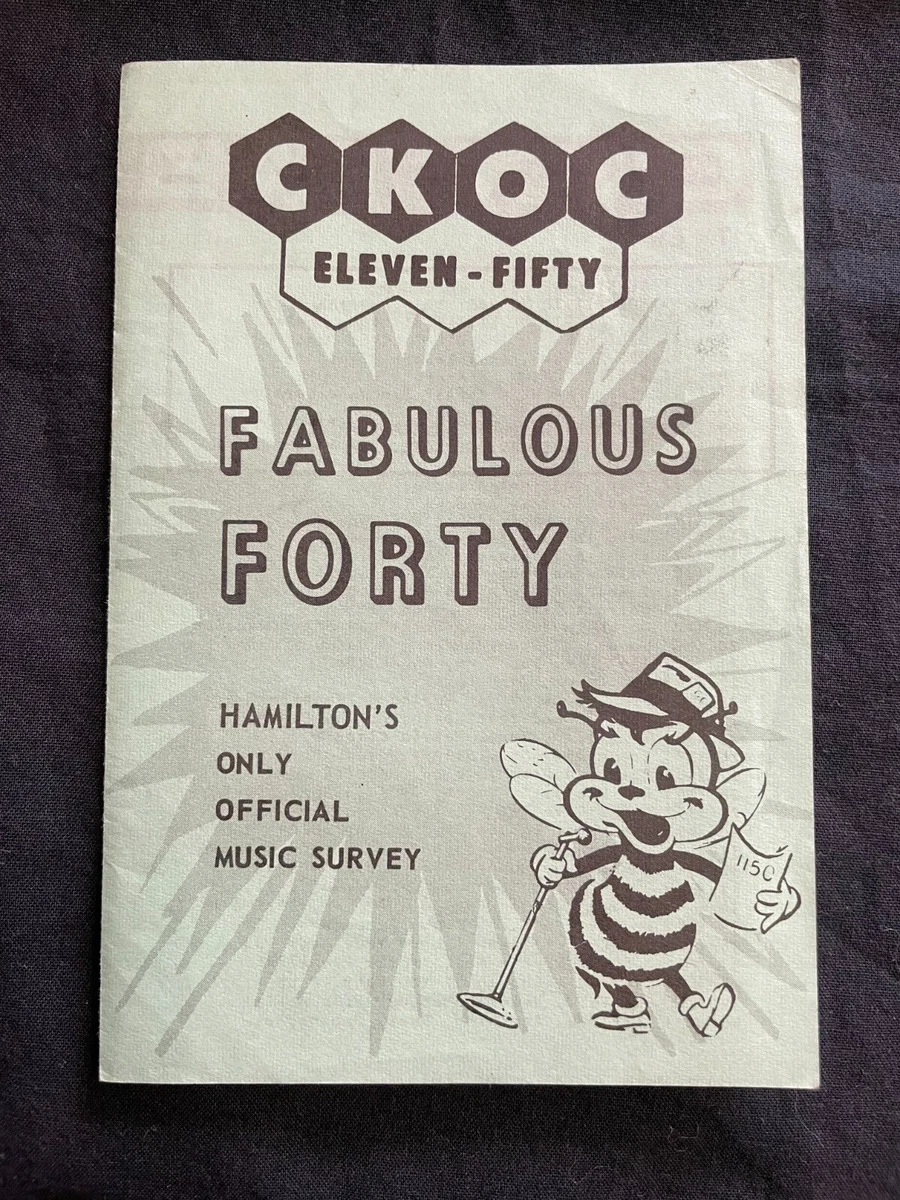 CKOC
ELEVEN-FIFTY
FABULOUS
FORTY
HAMILTON'S
ONLY
OFFICIAL
MUSIC SURVEY
1150